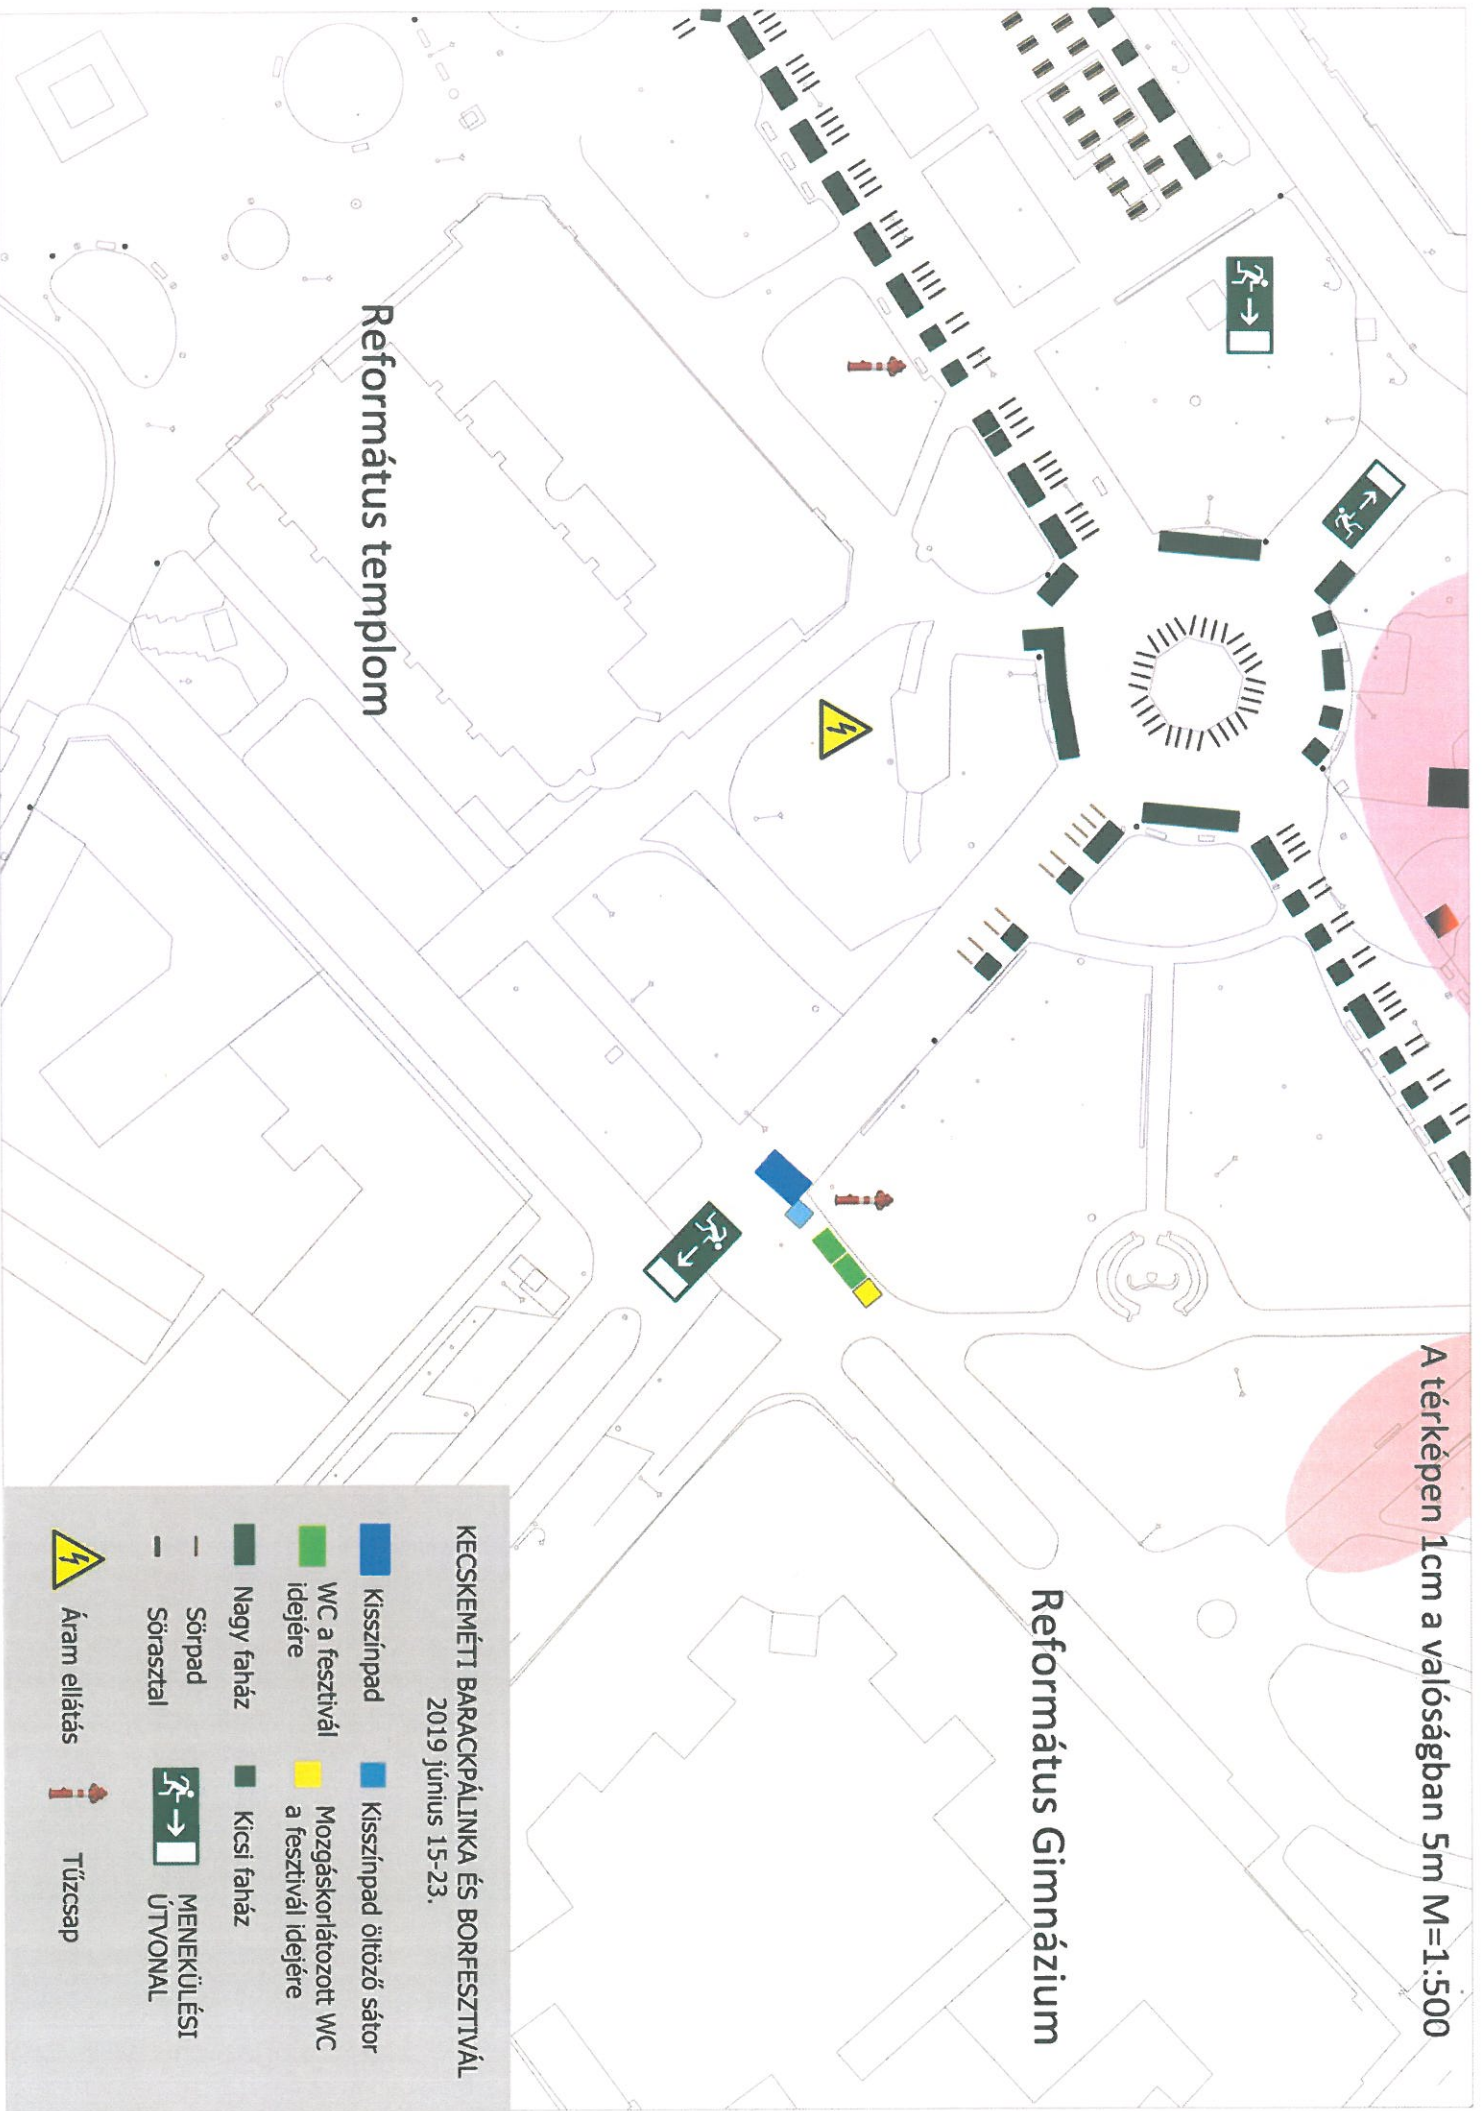 A térképen 1cm a valóságban 5m M=1:500
Református templom
Református Gimnázium
KECSKEMÉTI BARACKPÁLINKA ÉS BORFESZTIVÁL
2019 június 15-23.
Kisszínpad
Kisszínpad öltöző sátor
WC a fesztivál
idejére
Mozgáskorlátozott WC
a fesztivál idejére
Nagy faház
Kicsi faház
Sörpad
Sörasztal
MENEKÜLÉSI
ÚTVONAL
Áram ellátás
Tűzcsap